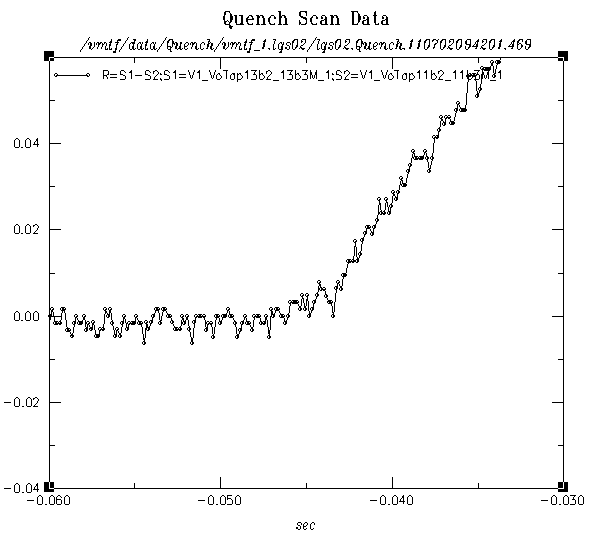 Quench Scan Data
/vmtf/data/Quench/vmtf_1.lqs02/lqs02.Quench.110702094201.469
R=S1-S2;S1=V1_VoTap13b2_13b3M_1;S2=V1_VoTap11b2_11b3M_1
0.04
0.02
0.00
-0.02
-0.04
-0.060 -0.050 -0.040 -0.030
sec